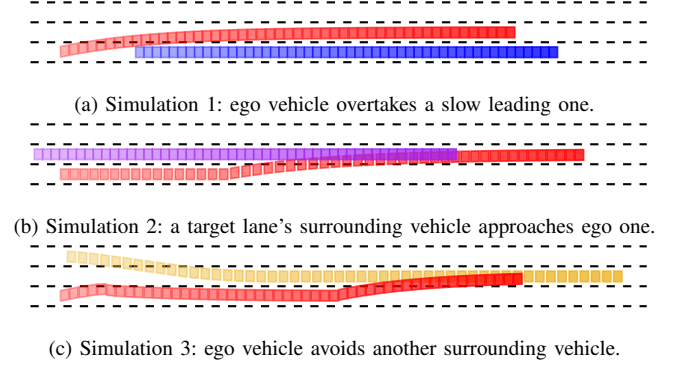 (a) Simulation 1: ego vehicle overtakes a slow leading one.
(b) Simulation 2: a target lane's surrounding vehicle approaches ego one.
(c) Simulation 3: ego vehicle avoids another surrounding vehicle.